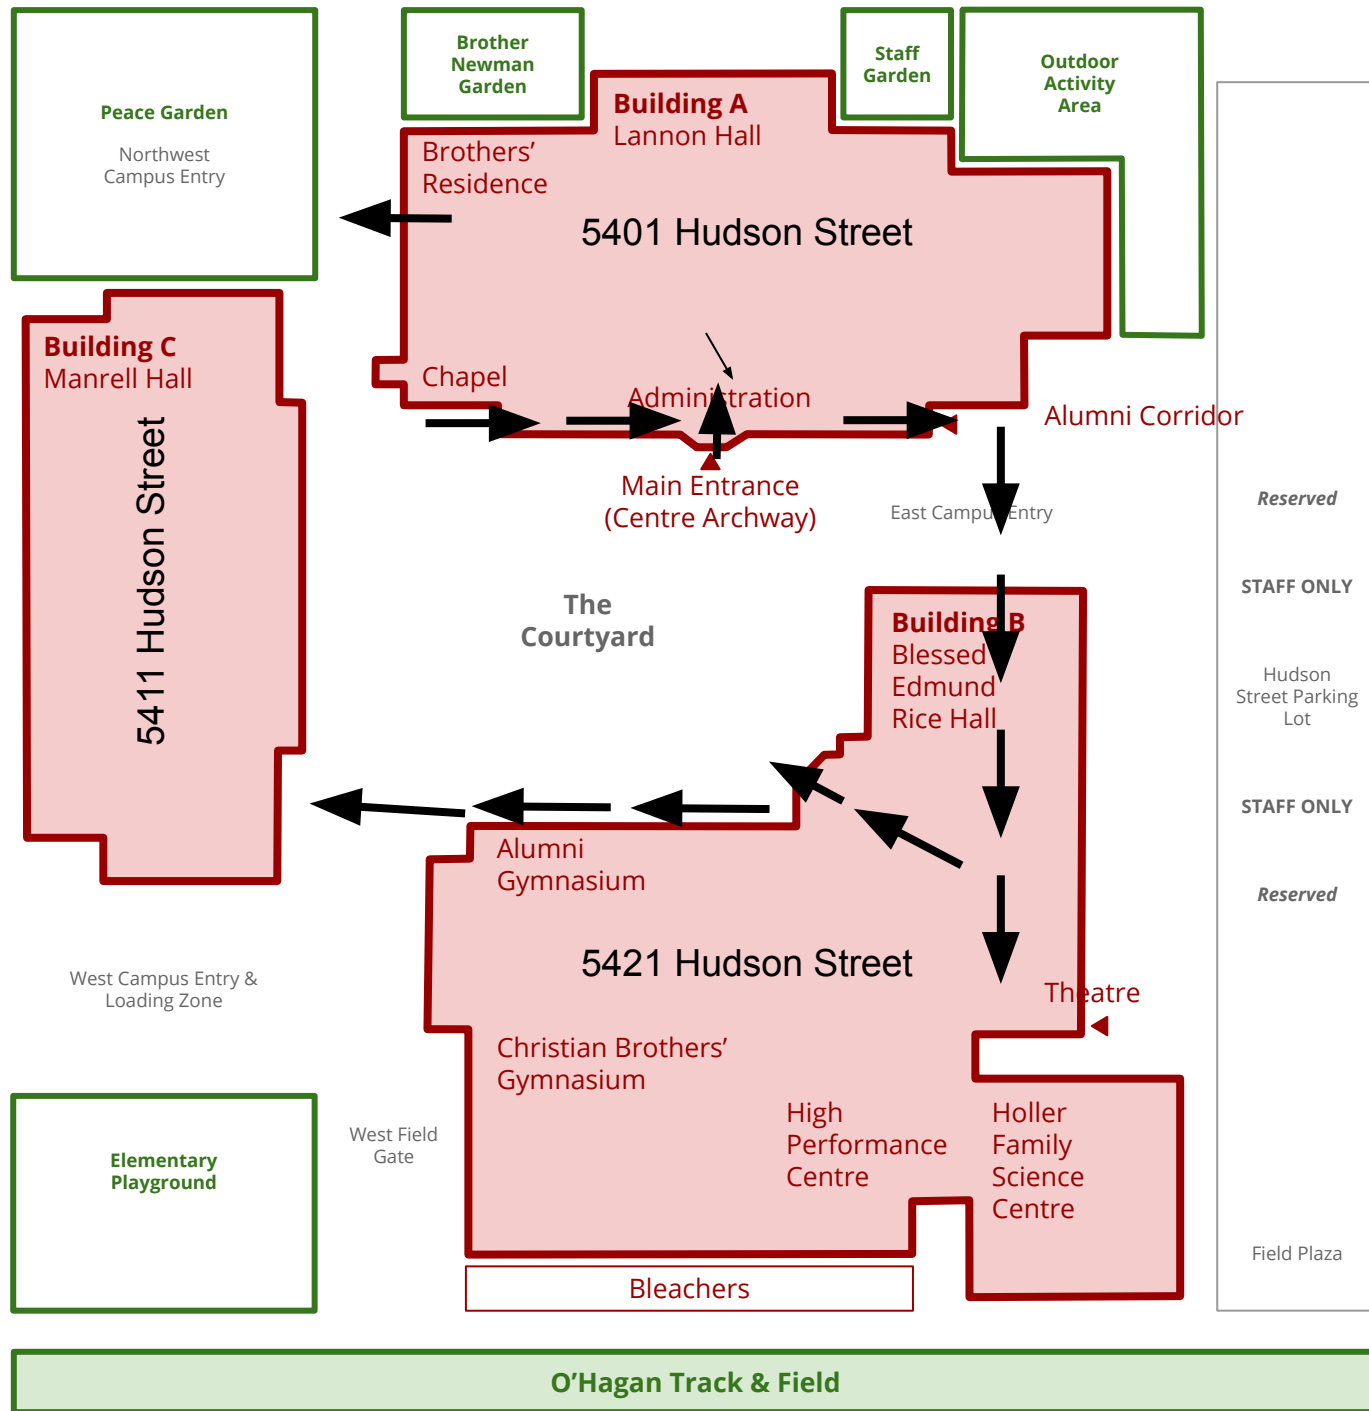 Peace Garden
Northwest
Campus Entry
Brother
Newman
Garden
Building A
Lannon Hall
Staff
Garden
Outdoor
Activity
Area
Brothers’
Residence
5401 Hudson Street
Chapel
Administration
Alumni Corridor
Main Entrance
(Centre Archway)
East Campus Entry
Building C
Manrell Hall
5411 Hudson Street
The
Courtyard
Building B
Blessed
Edmund
Rice Hall
Reserved
STAFF ONLY
Hudson
Street Parking
Lot
STAFF ONLY
Reserved
Alumni
Gymnasium
5421 Hudson Street
Theatre
West Campus Entry &
Loading Zone
Christian Brothers’
Gymnasium
High
Performance
Centre
Holler
Family
Science
Centre
West Field
Gate
Elementary
Playground
Field Plaza
Bleachers
O’Hagan Track & Field